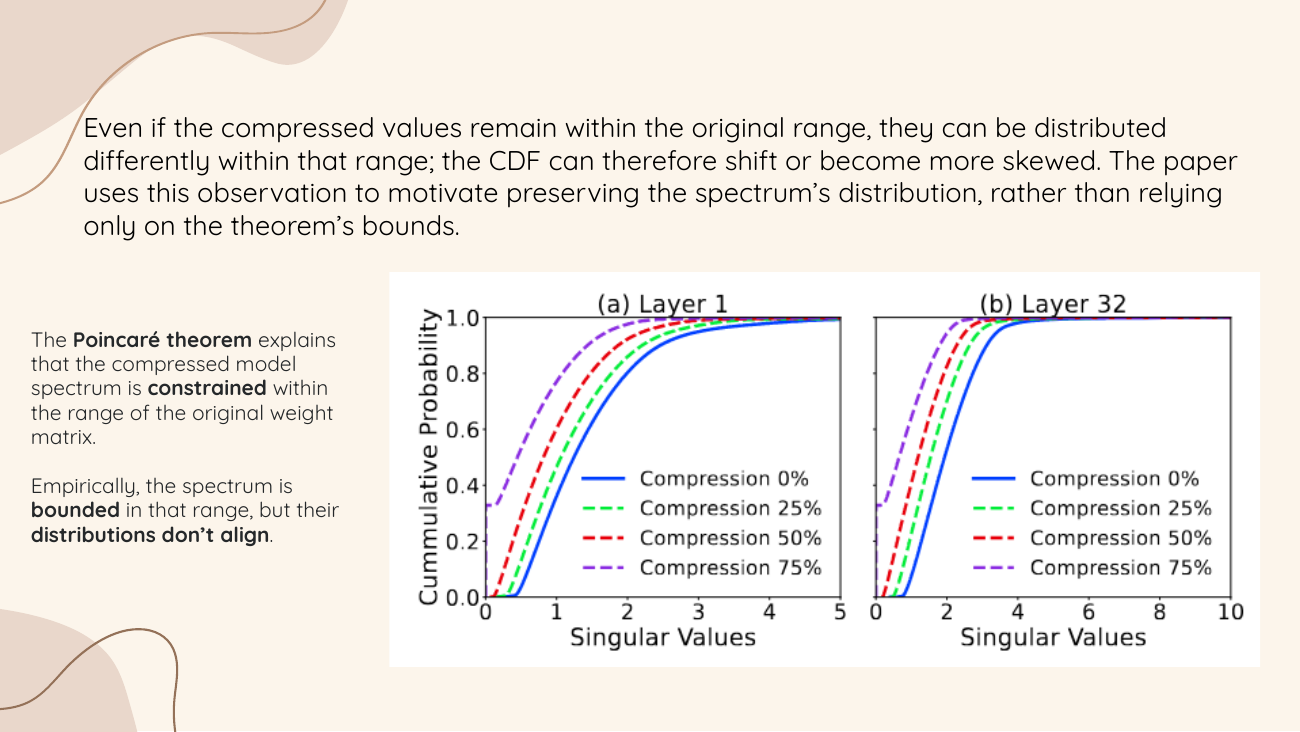 Even if the compressed values remain within the original range, they can be distributed
differently within that range; the CDF can therefore shift or become more skewed. The paper
uses this observation to motivate preserving the spectrum’s distribution, rather than relying
only on the theorem’s bounds.
The Poincaré theorem explains
that the compressed model
spectrum is constrained within
the range of the original weight
matrix.
Empirically, the spectrum is
bounded in that range, but their
distributions don’t align.
(a) Layer 1
Cummulative Probability
1.0
0.8
0.6
0.4
0.2
0.0
Compression 0%
Compression 25%
Compression 50%
Compression 75%
0 1 2 3 4 5
Singular Values
(b) Layer 32
Compression 0%
Compression 25%
Compression 50%
Compression 75%
0 2 4 6 8 10
Singular Values